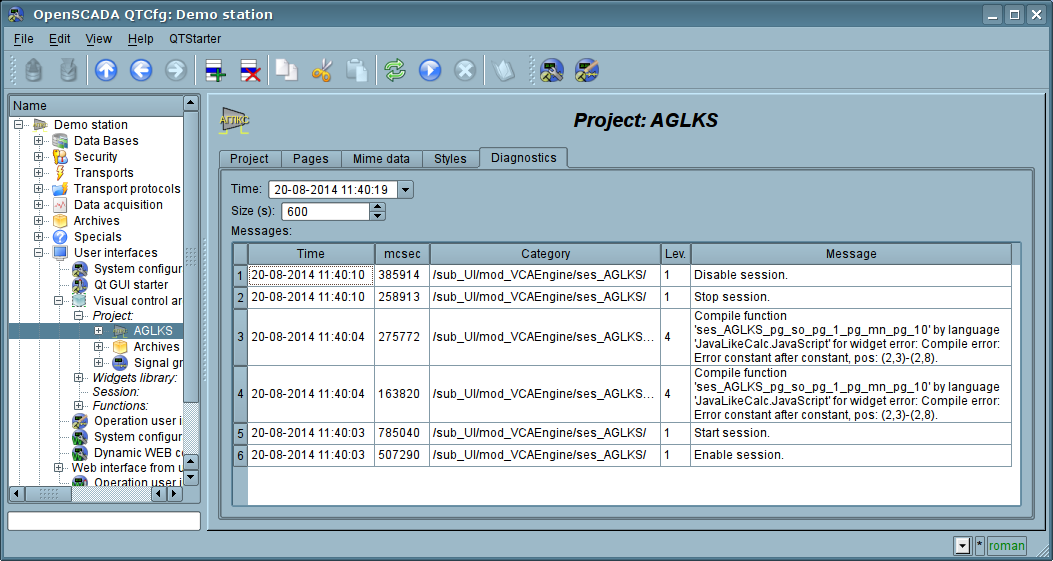 OpenSCADA QTCfg: Demo station
File Edit View Help QTStarter
Name
Demo station
Data Bases
Security
Transports
Transport protocols
Data acquisition
Archives
Specials
User interfaces
System configur
Qt GUI starter
Visual control ar
Project:
AGLKS
Archives
Signal gr
Widgets library:
Session:
Functions:
Operation user i
System configur
Dynamic WEB c
Web interface from u
Operation user i
АГЛКС
Project: AGLKS
Project Pages Mime data Styles Diagnostics
Time: 20-08-2014 11:40:19
Size (s): 600
Messages:
Time mcsec Category Lev. Message
1 20-08-2014 11:40:10 385914 /sub_UI/mod_VCAEngine/ses_AGLKS/ 1 Disable session.
2 20-08-2014 11:40:10 258913 /sub_UI/mod_VCAEngine/ses_AGLKS/ 1 Stop session.
3 20-08-2014 11:40:04 275772 /sub_UI/mod_VCAEngine/ses_AGLKS... 4 Compile function
'ses_AGLKS_pg_so_pg_1_pg_mn_pg_10' by language
'JavaLikeCalc.JavaScript' for widget error: Compile error:
Error constant after constant, pos: (2,3)-(2,8).
4 20-08-2014 11:40:04 163820 /sub_UI/mod_VCAEngine/ses_AGLKS... 4 Compile function
'ses_AGLKS_pg_so_pg_1_pg_mn_pg_10' by language
'JavaLikeCalc.JavaScript' for widget error: Compile error:
Error constant after constant, pos: (2,3)-(2,8).
5 20-08-2014 11:40:03 785040 /sub_UI/mod_VCAEngine/ses_AGLKS/ 1 Start session.
6 20-08-2014 11:40:03 507290 /sub_UI/mod_VCAEngine/ses_AGLKS/ 1 Enable session.
* roman